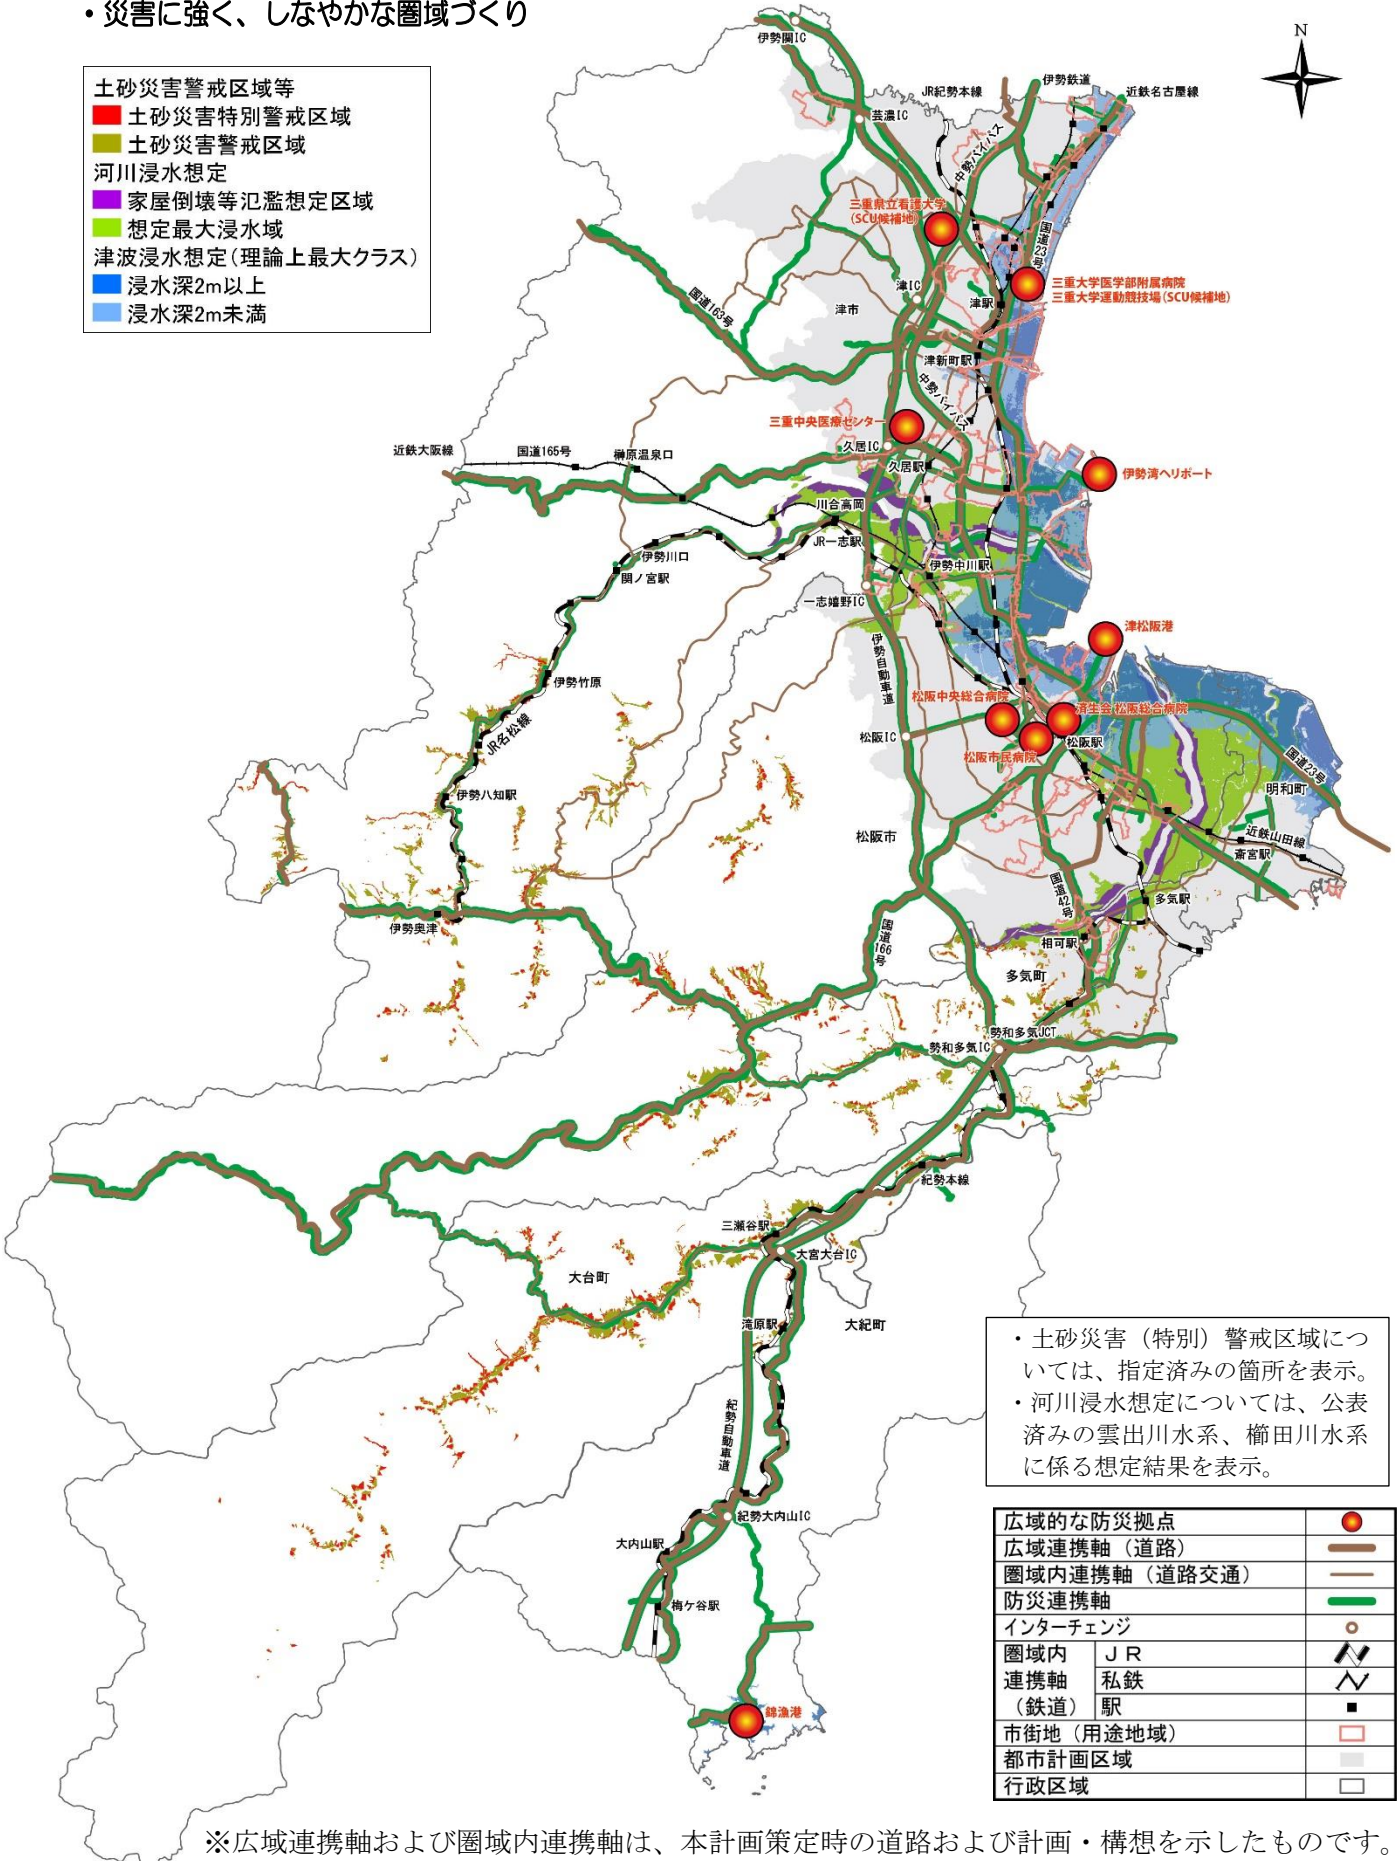 ・災害に強く、しなやかな圏域づくり
土砂災害警戒区域等
土砂災害特別警戒区域
土砂災害警戒区域
河川浸水想定
家屋倒壊等氾濫想定区域
想定最大浸水域
津波浸水想定(理論上最大クラス)
浸水深2m以上
浸水深2m未満
N
伊勢関IC
JR紀勢本線
伊勢鉄道
近鉄名古屋線
芸濃IC
中勢バイパス
三重県立看護大学
(SCU候補地)
国道23号
三重大学医学部附属病院
三重大学運動競技場(SCU候補地)
津IC
津駅
国道163号
津市
津新町駅
中勢バイパス
三重中央医療センター
久居IC
久居駅
近鉄大阪線
国道165号
榊原温泉口
伊勢湾ヘリポート
川合高岡
JR一志駅
伊勢川口
関ノ宮駅
伊勢中川駅
一志嬉野IC
伊勢自動車道
津松阪港
伊勢竹原
JR名松線
松阪中央総合病院
済生会 松阪総合病院
松阪IC
松阪駅
松阪市民病院
国道23号
明和町
伊勢八知駅
松阪市
近鉄山田線
斎宮駅
国道42号
多気駅
伊勢奥津
国道166号
相可駅
多気町
勢和多気JCT
勢和多気IC
紀勢本線
三瀬谷駅
大宮大台IC
大台町
滝原駅
大紀町
・土砂災害（特別）警戒区域につ
いては、指定済みの箇所を表示。
・河川浸水想定については、公表
済みの雲出川水系、櫛田川水系
に係る想定結果を表示。
紀勢自動車道
紀勢大内山IC
大内山駅
梅ケ谷駅
錦漁港
広域的な防災拠点
広域連携軸（道路）
圏域内連携軸（道路交通）
防災連携軸
インターチェンジ
圏域内 ＪＲ
連携軸 私鉄
（鉄道） 駅
市街地（用途地域）
都市計画区域
行政区域
※広域連携軸および圏域内連携軸は、本計画策定時の道路および計画・構想を示したものです。